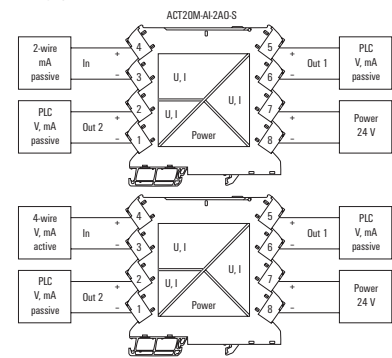 ACT20M-AI-2AO-S
2-wire
mA
passive
In
+
−
4
3
U, I
U, I
U, I
Power
5
6
+
−
Out 1
PLC
V, mA
passive
PLC
V, mA
passive
Out 2
+
−
2
1
7
8
+
−
Power
24 V
4-wire
V, mA
active
In
+
−
4
3
U, I
U, I
U, I
Power
5
6
+
−
Out 1
PLC
V, mA
passive
PLC
V, mA
passive
Out 2
+
−
2
1
7
8
+
−
Power
24 V